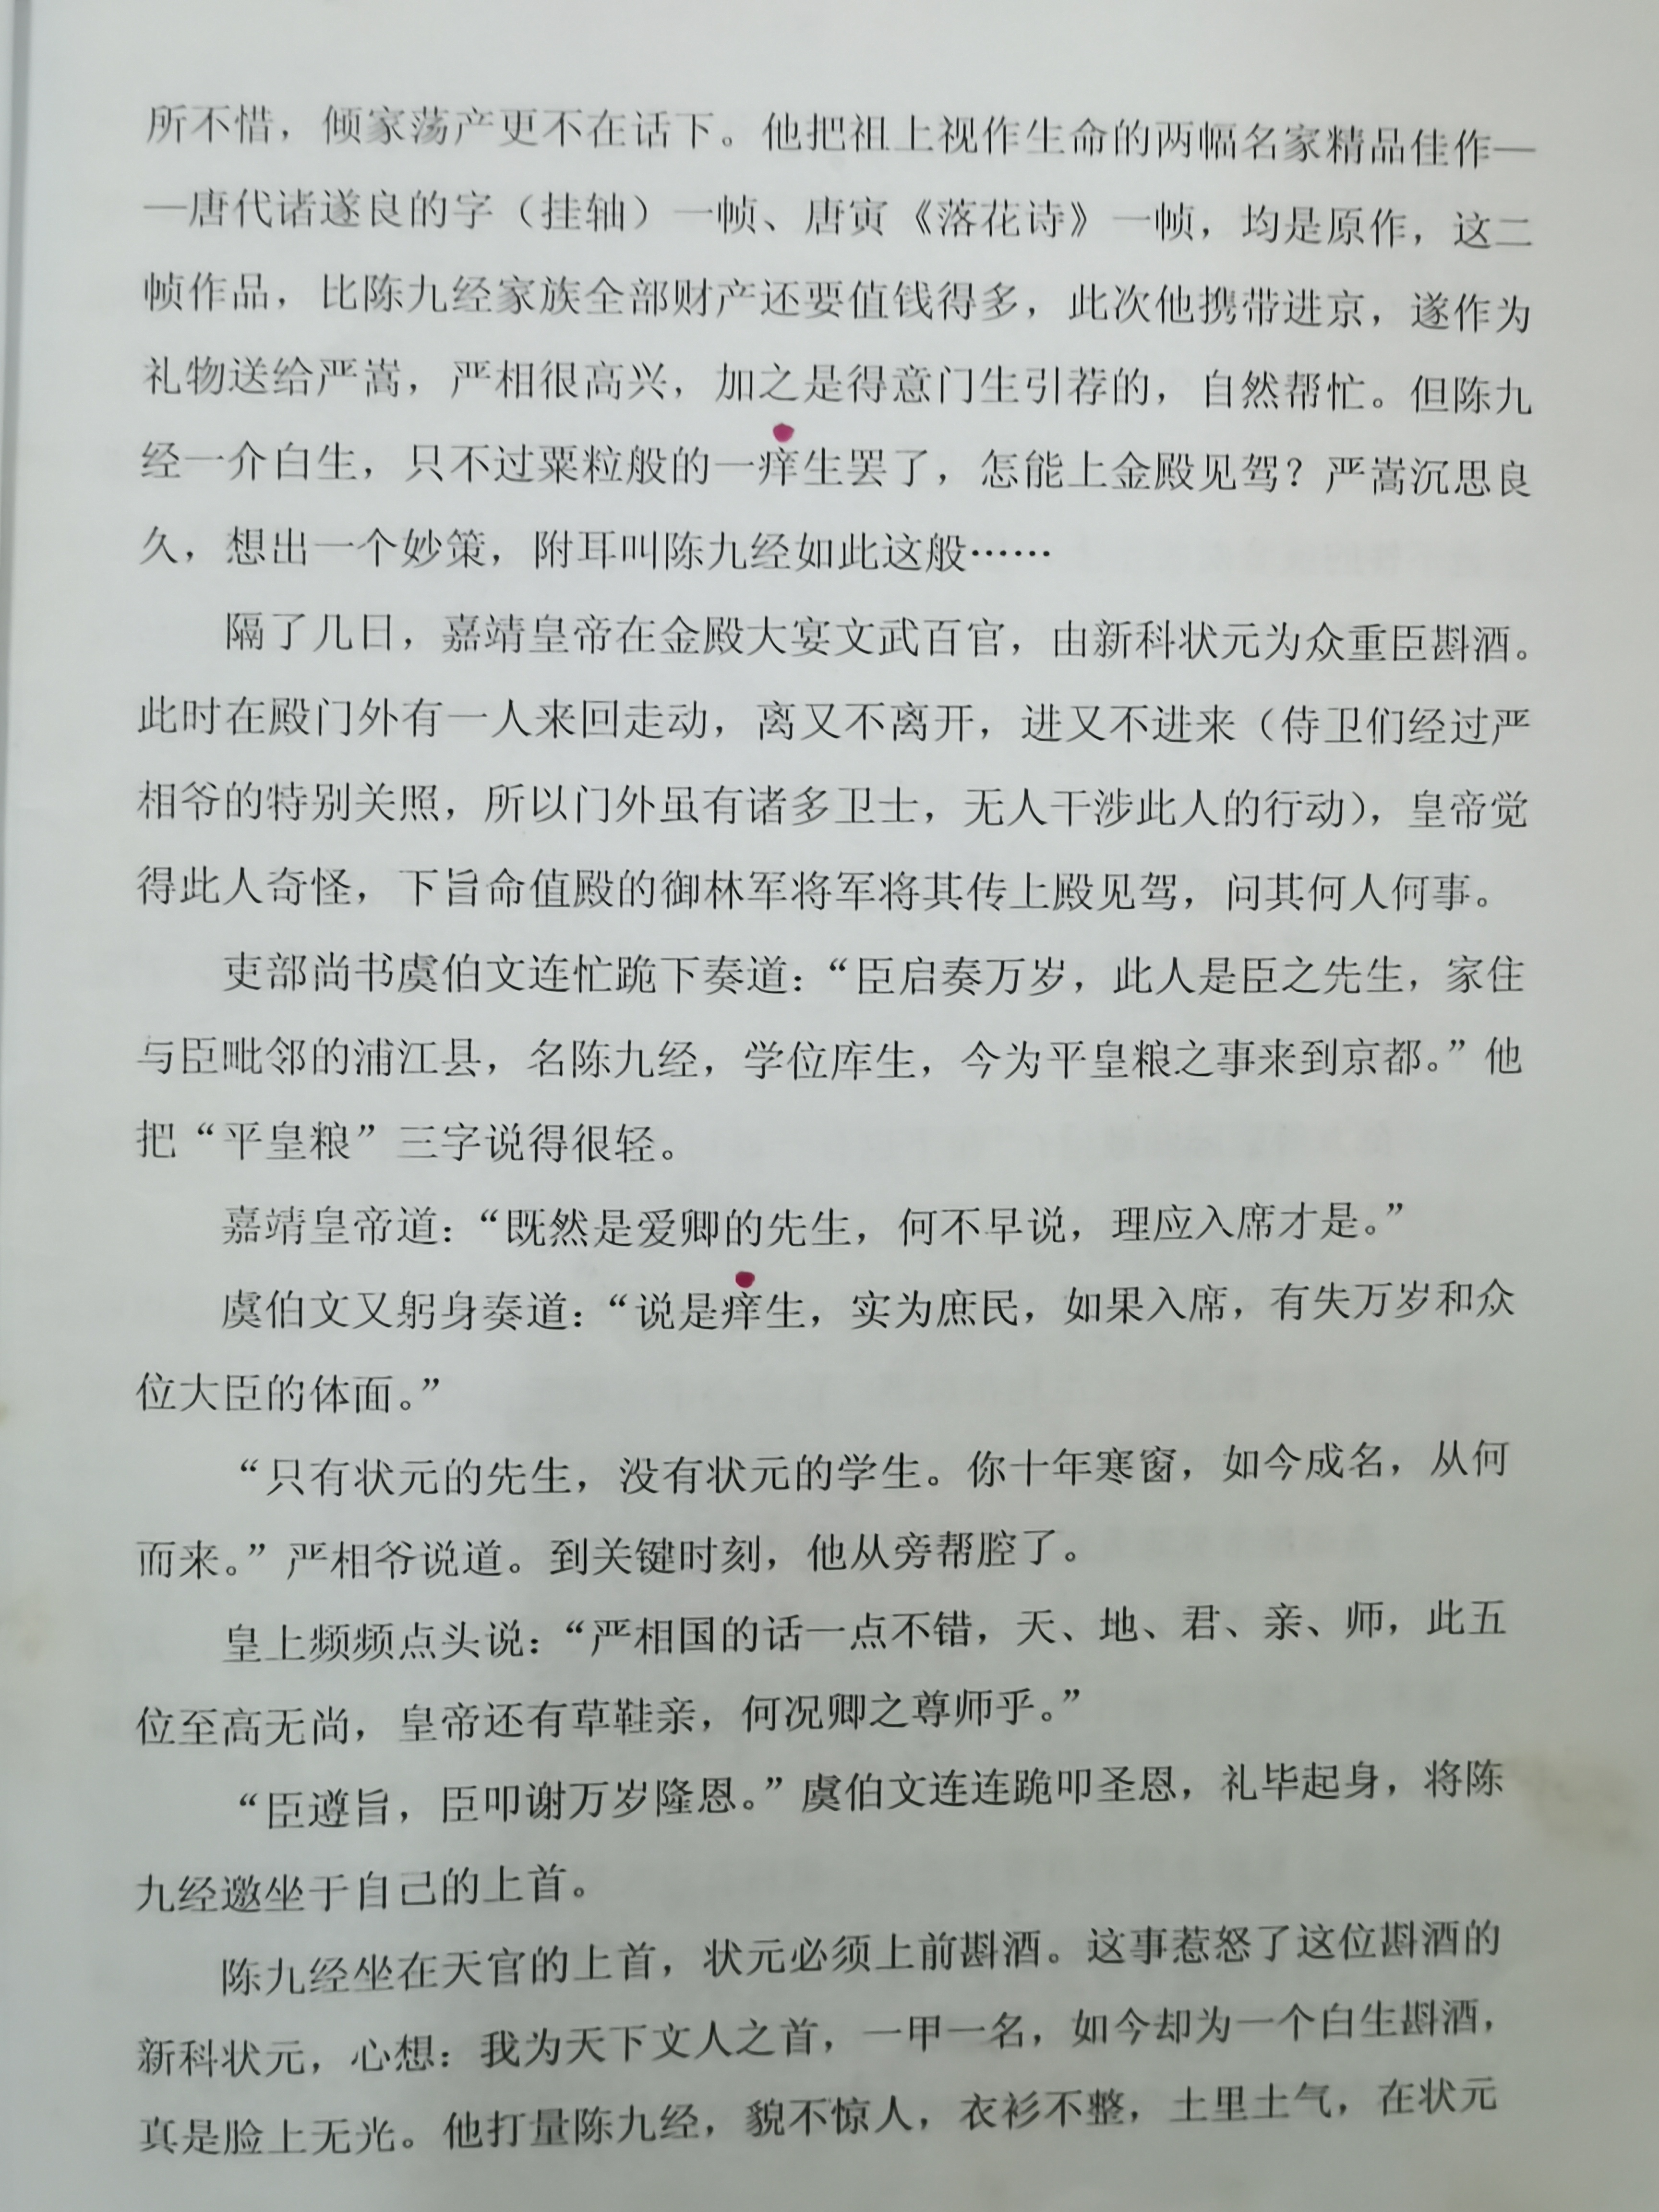 所不惜，倾家荡产更不在话下。他把祖上视作生命的两幅名家精品佳作—
—唐代诸遂良的字（挂轴）一帧、唐寅《落花诗》一帧，均是原作，这二
帧作品，比陈九经家族全部财产还要值钱得多，此次他携带进京，遂作为
礼物送给严嵩，严相很高兴，加之是得意门生引荐的，自然帮忙。但陈九
经一介白生，只不过粟粒般的一痒生罢了，怎能上金殿见驾？严嵩沉思良
久，想出一个妙策，附耳叫陈九经如此这般……
隔了几日，嘉靖皇帝在金殿大宴文武百官，由新科状元为众重臣斟酒。
此时在殿门外有一人来回走动，离又不离开，进又不进来（侍卫们经过严
相爷的特别关照，所以门外虽有诸多卫士，无人干涉此人的行动），皇帝觉
得此人奇怪，下旨命值殿的御林军将军将其传上殿见驾，问其何人何事。
吏部尚书虞伯文连忙跪下奏道：“臣启奏万岁，此人是臣之先生，家住
与臣毗邻的浦江县，名陈九经，学位库生，今为平皇粮之事来到京都。”他
把“平皇粮”三字说得很轻。
嘉靖皇帝道：“既然是爱卿的先生，何不早说，理应入席才是。”
虞伯文又躬身奏道：“说是痒生，实为庶民，如果入席，有失万岁和众
位大臣的体面。”
“只有状元的先生，没有状元的学生。你十年寒窗，如今成名，从何
而来。”严相爷说道。到关键时刻，他从旁帮腔了。
皇上频频点头说：“严相国的话一点不错，天、地、君、亲、师，此五
位至高无尚，皇帝还有草鞋亲，何况卿之尊师乎。”
“臣遵旨，臣叩谢万岁隆恩。”虞伯文连连跪叩圣恩，礼毕起身，将陈
九经邀坐于自己的上首。
陈九经坐在天官的上首，状元必须上前斟酒。这事惹怒了这位斟酒的
新科状元，心想：我为天下文人之首，一甲一名，如今却为一个白生斟酒，
真是脸上无光。他打量陈九经，貌不惊人，衣衫不整，土里土气，在状元